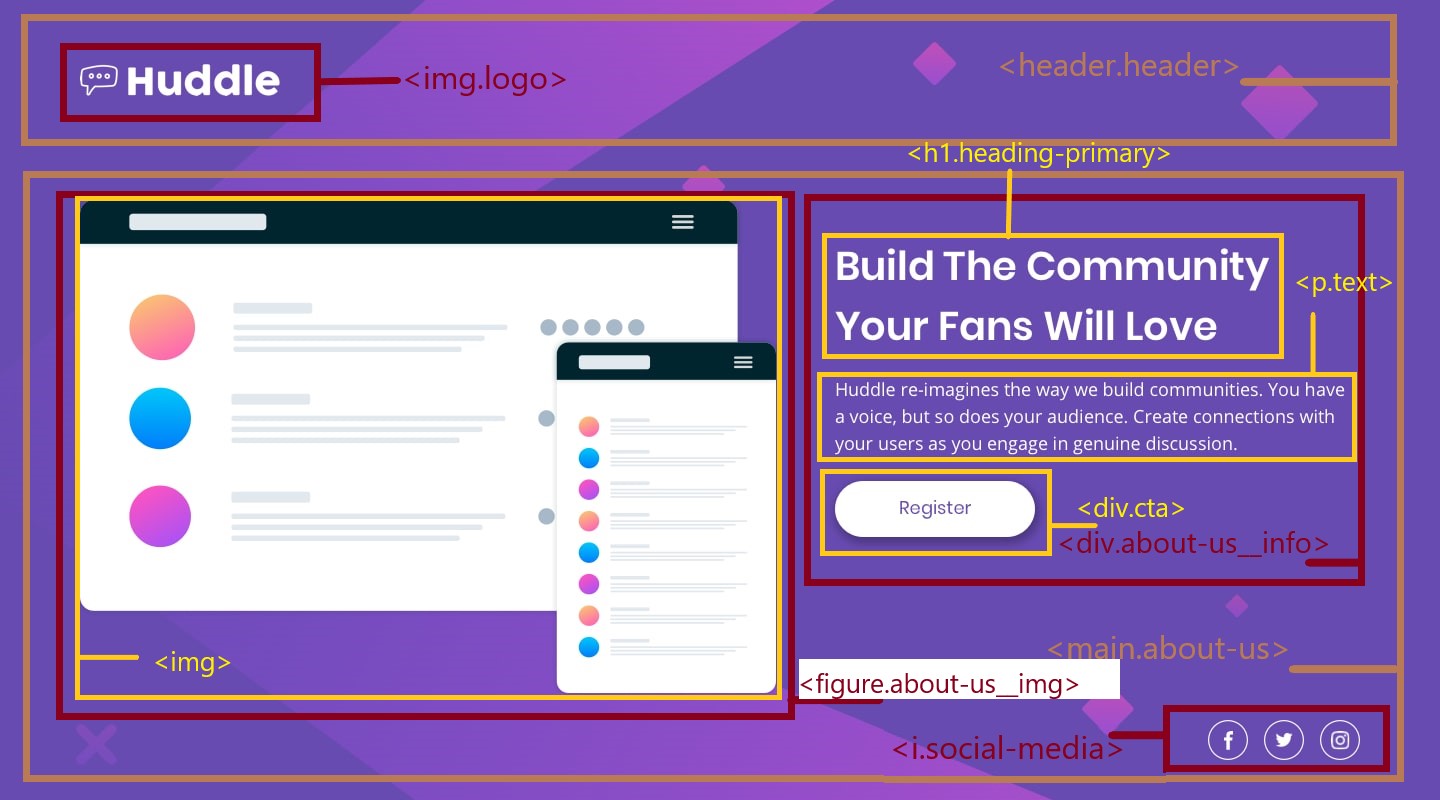 Huddle
<img.logo>
<header.header>
<h1.heading-primary>
Build The Community
Your Fans Will Love
<p.text>
Huddle re-imagines the way we build communities. You have
a voice, but so does your audience. Create connections with
your users as you engage in genuine discussion.
Register
<div.cta>
<div.about-us__info>
<main.about-us>
<img>
<figure.about-us__img>
<i.social-media>